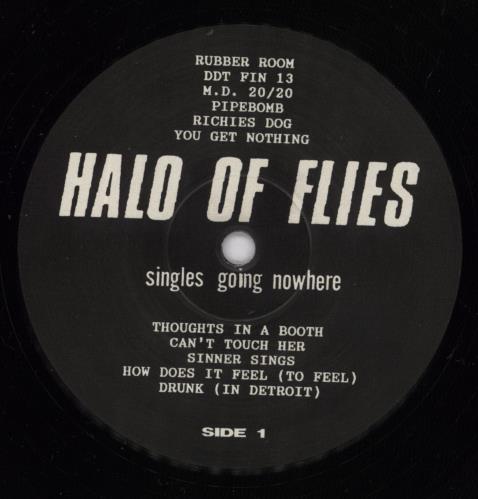 RUBBER ROOM
DDT FIN 13
M.D. 20/20
PIPEBOMB
RICHIES DOG
YOU GET NOTHING
HALO OF FLIES
singles going nowhere
THOUGHTS IN A BOOTH
CAN'T TOUCH HER
SINNER SINGS
HOW DOES IT FEEL (TO FEEL)
DRUNK (IN DETROIT)
SIDE 1